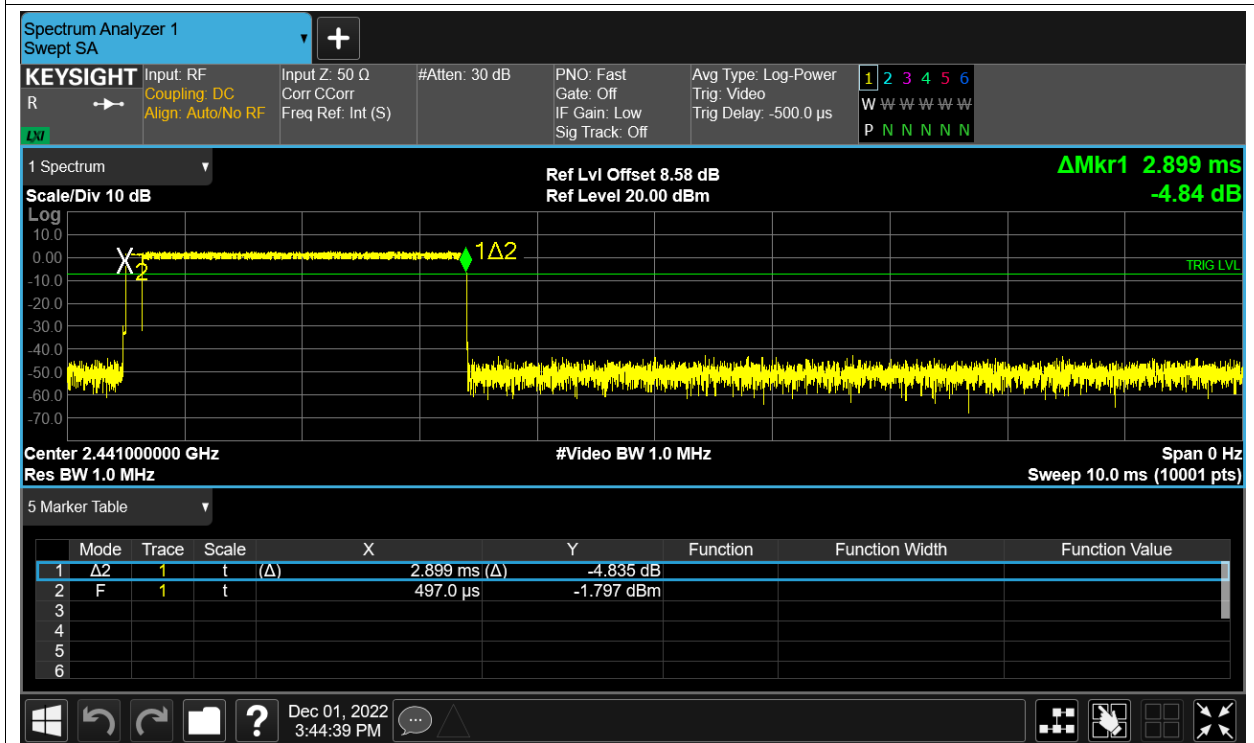 Spectrum Analyzer 1
Swept SA
KEYSIGHT Input: RF Input Z: 50 Ω #Atten: 30 dB PNO: Fast Avg Type: Log-Power 1 2 3 4 5 6
R Coupling: DC Corr CCorr Gate: Off Trig: Video W W W W W W
Align: Auto/No RF Freq Ref: Int (S) IF Gain: Low Trig Delay: -500.0 µs
LXI Sig Track: Off P N N N N N
1 Spectrum Ref Lvl Offset 8.58 dB ΔMkr1 2.899 ms
Scale/Div 10 dB Ref Level 20.00 dBm -4.84 dB
Log
10.0
0.00 2 1Δ2
TRIG LVL
-10.0
-20.0
-30.0
-40.0
-50.0
-60.0
-70.0
Center 2.441000000 GHz #Video BW 1.0 MHz Span 0 Hz
Res BW 1.0 MHz Sweep 10.0 ms (10001 pts)
5 Marker Table
Mode Trace Scale X Y Function Function Width Function Value
1 Δ2 1 t (Δ) 2.899 ms (Δ) -4.835 dB
2 F 1 t 497.0 µs -1.797 dBm
3
4
5
6
? Dec 01, 2022
3:44:39 PM